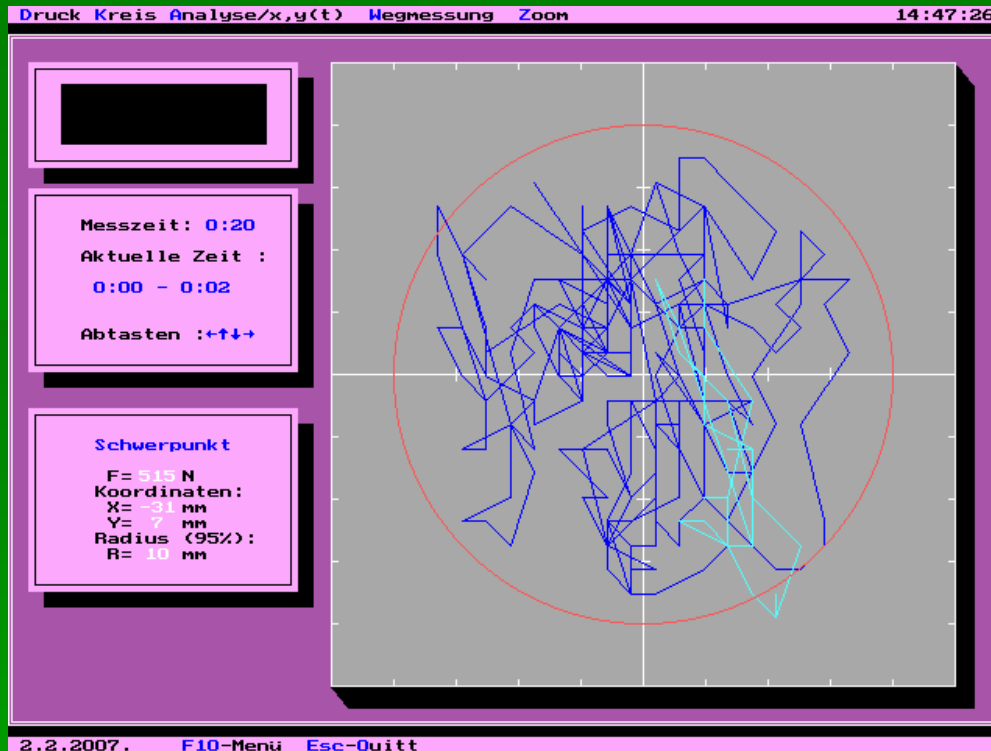 Druck Kreis Analyse/x,y(t) Wegmessung Zoom 14:47:26
Messzeit: 0:20
Aktuelle Zeit :
0:00 - 0:02
Abtasten :←↑↓→
Schwerpunkt
F= 515 N
Koordinaten:
X= -31 mm
Y= 7 mm
Radius (95%):
R= 10 mm
2.2.2007. F10-Menü Esc-Quitt